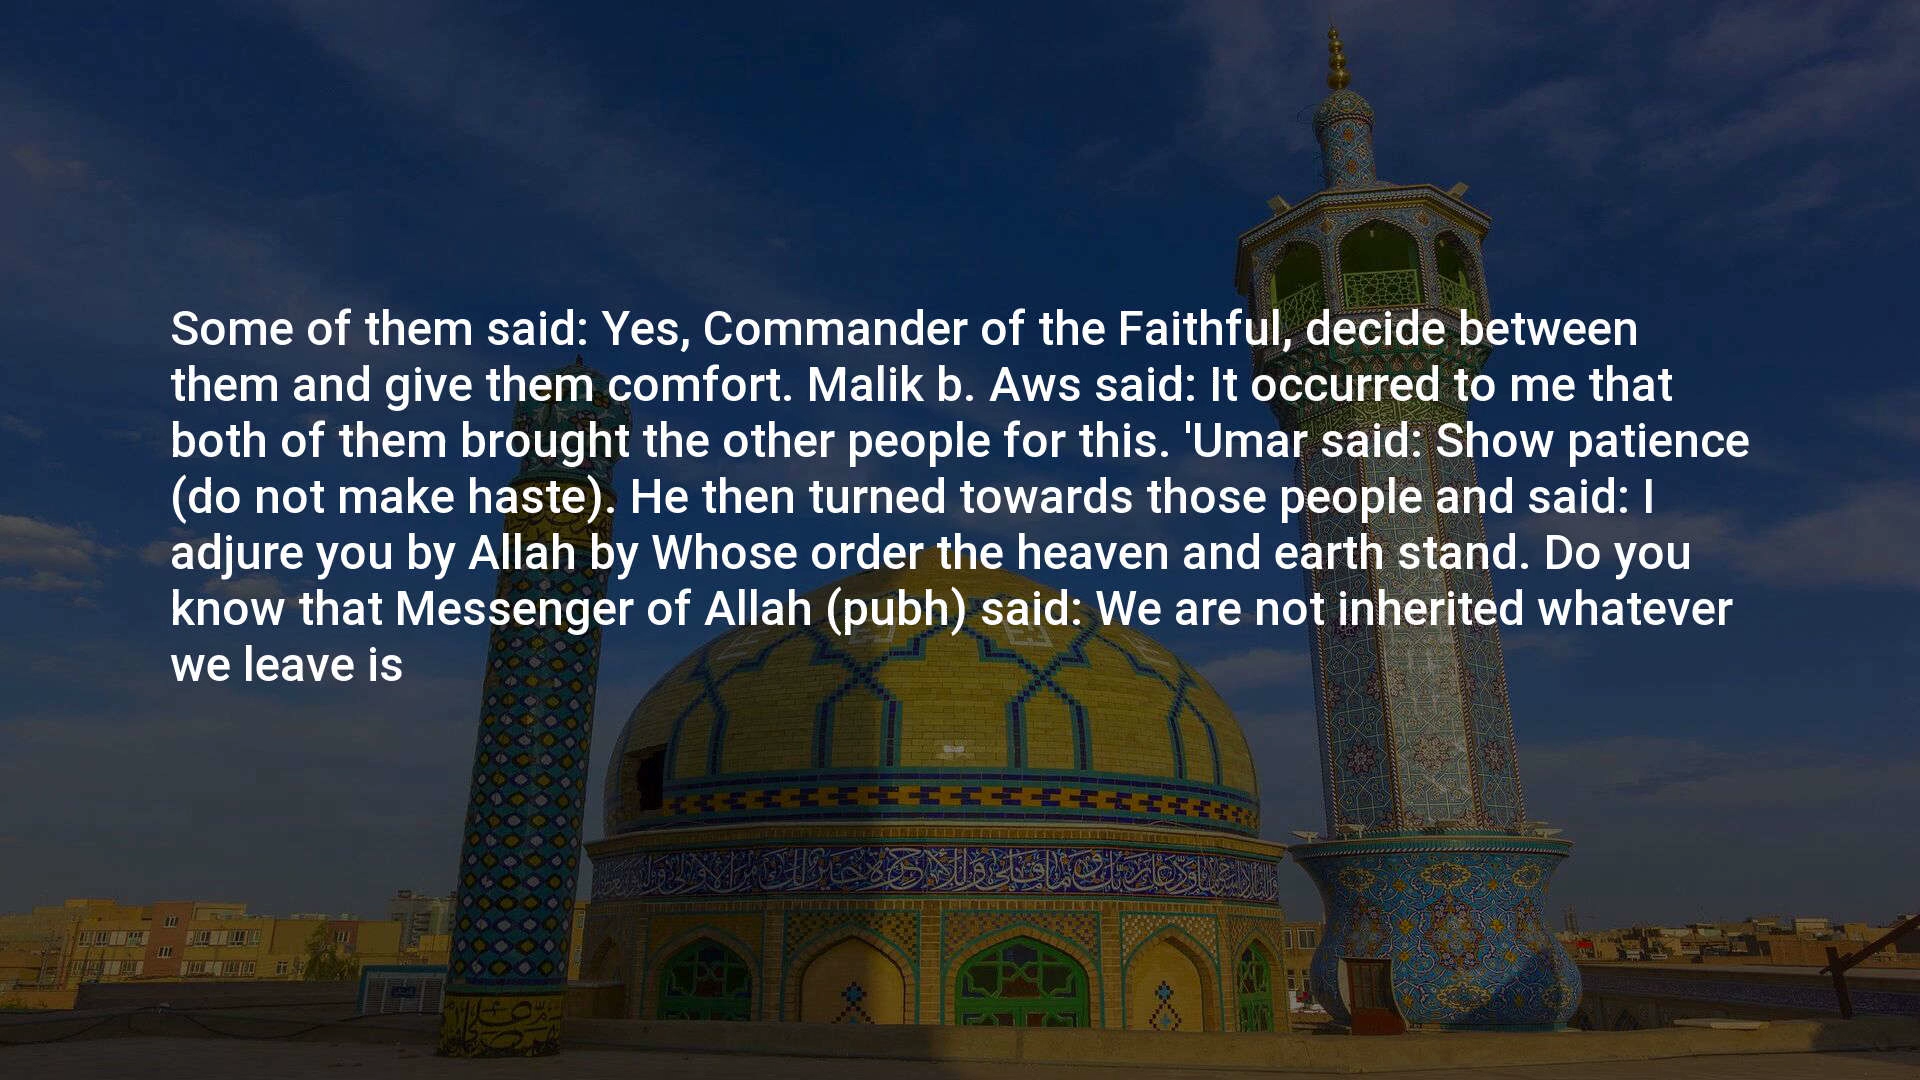 Some of them said: Yes, Commander of the Faithful, decide between
them and give them comfort. Malik b. Aws said: It occurred to me that
both of them brought the other people for this. 'Umar said: Show patience
(do not make haste). He then turned towards those people and said: I
adjure you by Allah by Whose order the heaven and earth stand. Do you
know that Messenger of Allah (pubh) said: We are not inherited whatever
we leave is